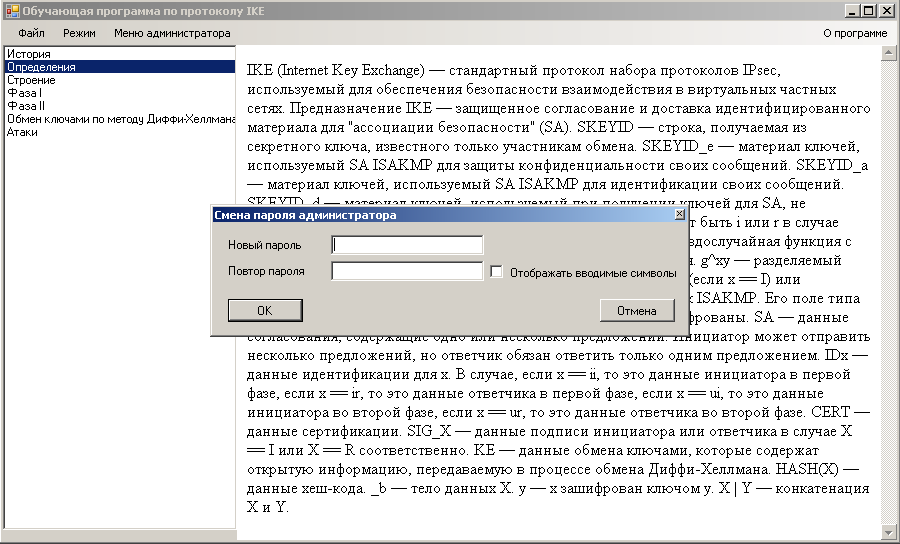 Обучающая программа по протоколу IKE
Файл Режим Меню администратора О программе
История
Определения
Строение
Фаза I
Фаза II
Обмен ключами по методу Диффи-Хеллмана
Атаки
IKE (Internet Key Exchange) — стандартный протокол набора протоколов IPsec,
используемый для обеспечения безопасности взаимодействия в виртуальных частных
сетях. Предназначение IKE — защищенное согласование и доставка идентифицированного
материала для "ассоциации безопасности" (SA). SKEYID — строка, получаемая из
секретного ключа, известного только участникам обмена. SKEYID_e — материал ключей,
используемый SA ISAKMP для защиты конфиденциальности своих сообщений. SKEYID_a
— материал ключей, используемый SA ISAKMP для идентификации своих сообщений.
SKEYID_d — материал ключей, используемый при получении ключей для SA, не
Смена пароля администратора
Новый пароль
Повтор пароля
Отображать вводимые символы
OK Отмена
т быть i или r в случае
вдослучайная функция с
g^xy — разделяемый
(если x == I) или
ISAKMP. Его поле типа
фрованы. SA — данные
согласования, содержащие одно или несколько предложений. Инициатор может отправить
несколько предложений, но ответчик обязан ответить только одним предложением. IDx —
данные идентификации для x. В случае, если x == ii, то это данные инициатора в первой
фазе, если x == ir, то это данные ответчика в первой фазе, если x == ui, то это данные
инициатора во второй фазе, если x == ur, то это данные ответчика во второй фазе. CERT —
данные сертификации. SIG_X — данные подписи инициатора или ответчика в случае X
== I или X == R соответственно. KE — данные обмена ключами, которые содержат
открытую информацию, передаваемую в процессе обмена Диффи-Хеллмана. HASH(X) —
данные хеш-кода. _b — тело данных X. y — x зашифрован ключом y. X | Y — конкатенация
X и Y.